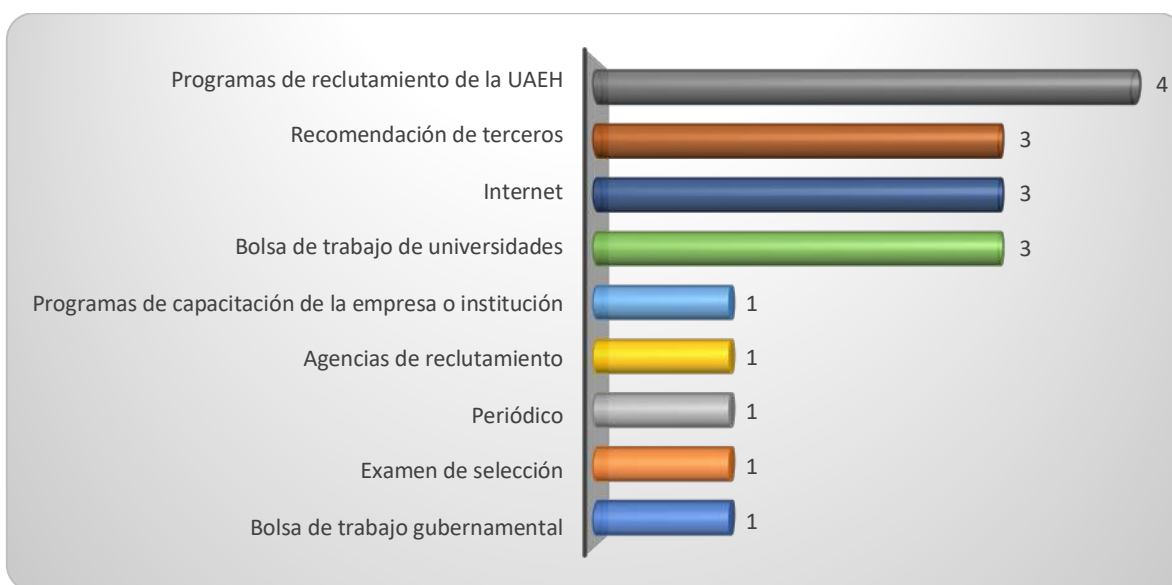 Programas de reclutamiento de la UAEH 4
Recomendación de terceros 3
Internet 3
Bolsa de trabajo de universidades 3
Programas de capacitación de la empresa o institución 1
Agencias de reclutamiento 1
Periódico 1
Examen de selección 1
Bolsa de trabajo gubernamental 1